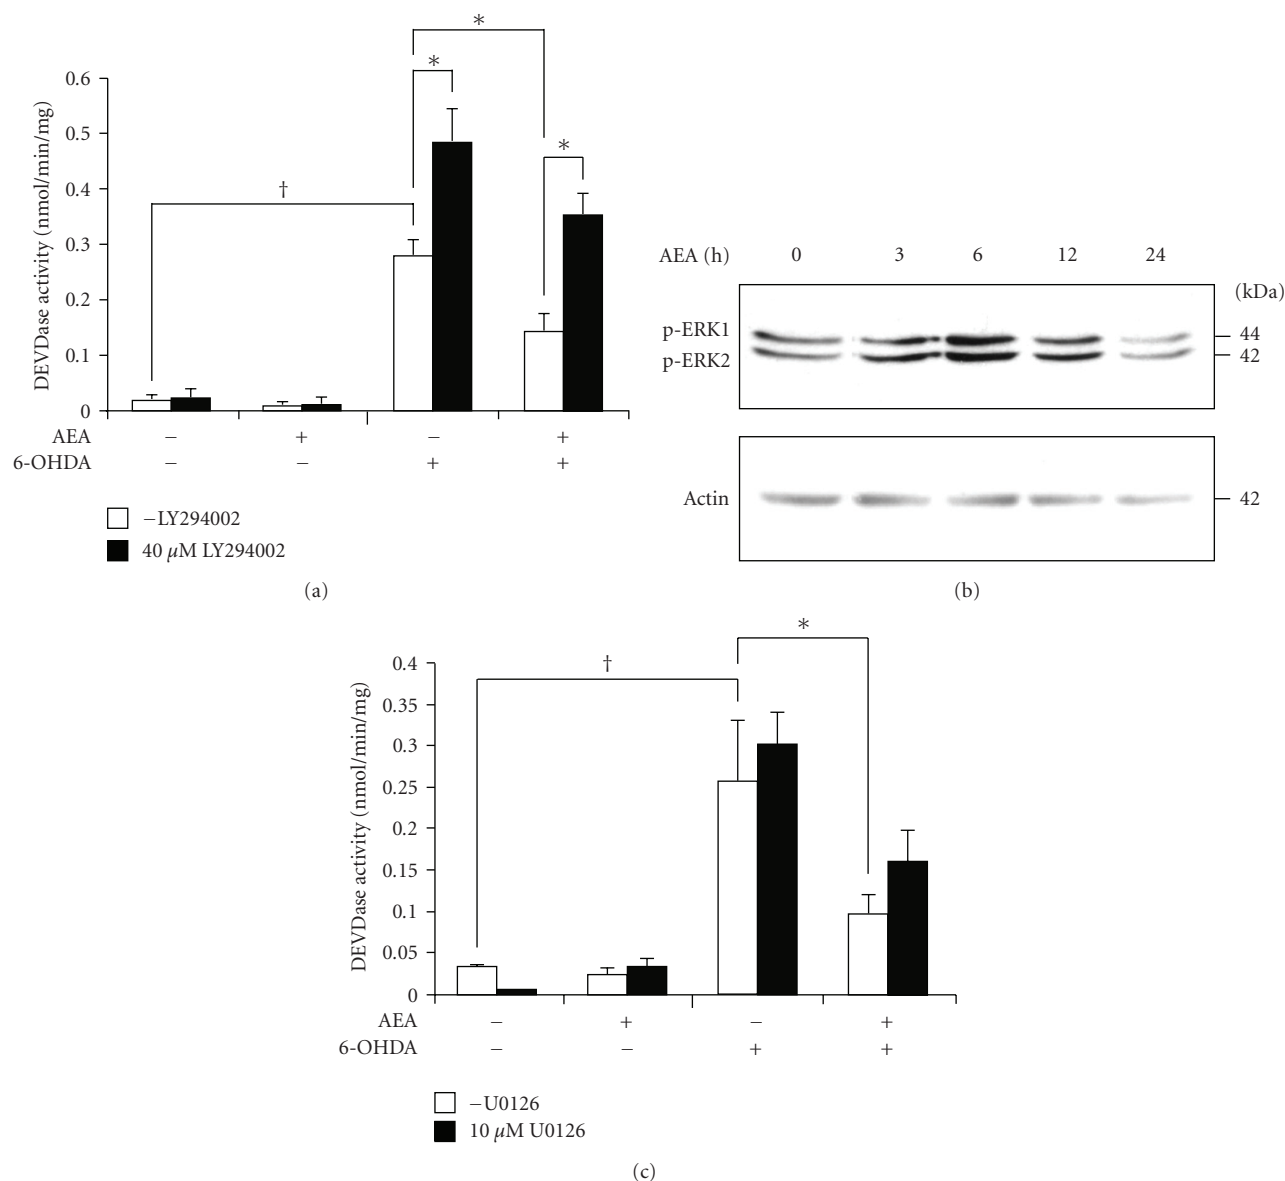 *
*
*
†
DEVDase activity (nmol/min/mg)
0.6
0.5
0.4
0.3
0.2
0.1
0
AEA − + − +
6-OHDA − − + +
−LY294002
40 µM LY294002
(a)
AEA (h) 0 3 6 12 24
(kDa)
p-ERK1 44
p-ERK2 42
Actin 42
(b)
*
†
DEVDase activity (nmol/min/mg)
0.4
0.35
0.3
0.25
0.2
0.15
0.1
0.05
0
AEA − + − +
6-OHDA − − + +
−U0126
10 µM U0126
(c)